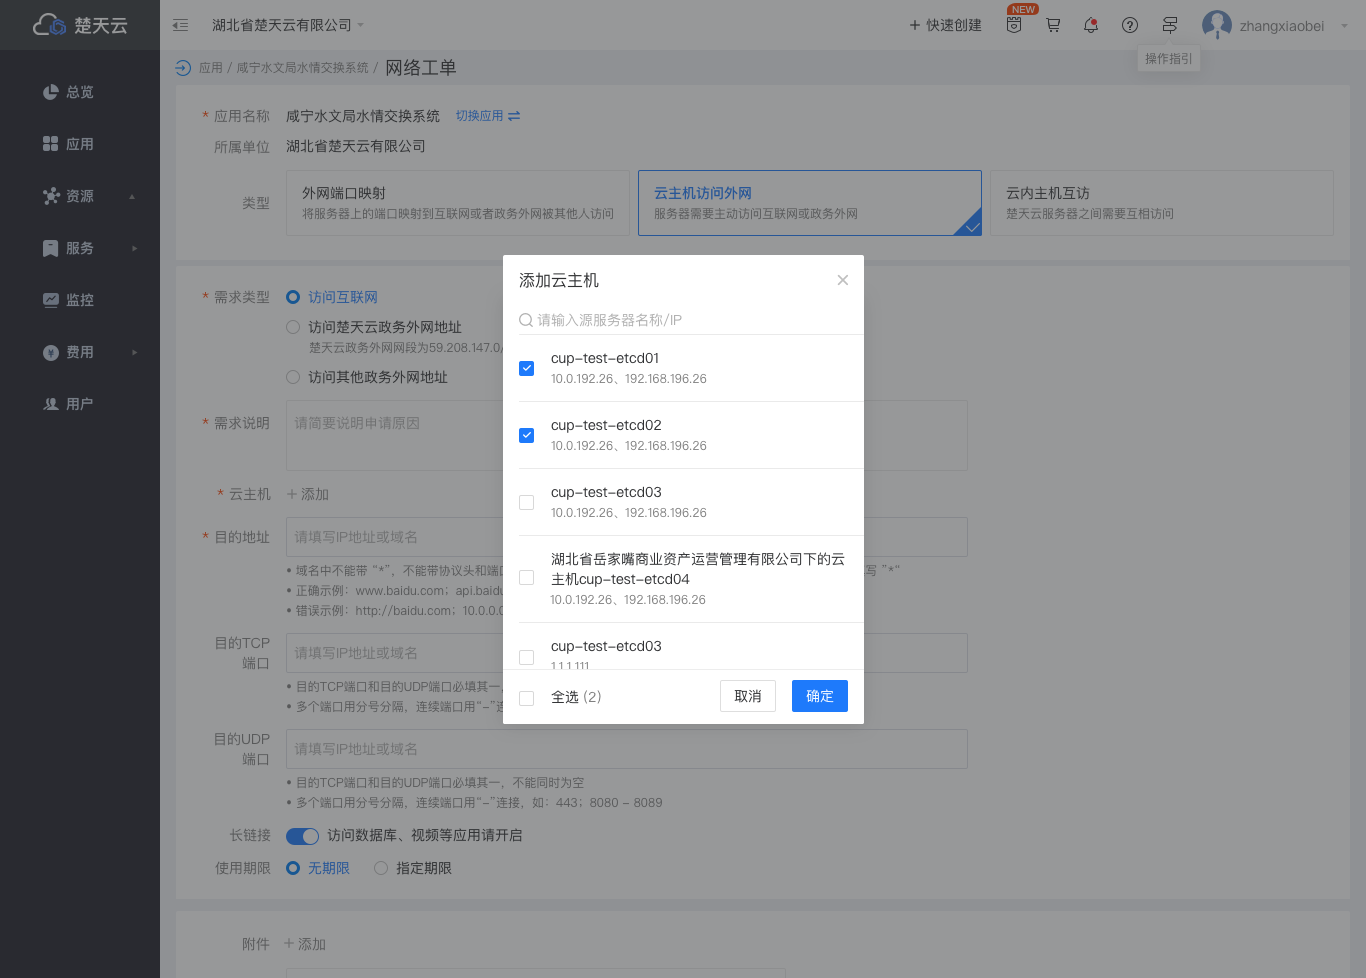 楚天云
湖北省楚天云有限公司
快速创建
NEW
zhangxiaobei
操作指引
总览
应用
资源
服务
监控
费用
用户
应用 / 咸宁水文局水情交换系统 / 网络工单
* 应用名称 咸宁水文局水情交换系统 切换应用
所属单位 湖北省楚天云有限公司
类型
外网端口映射
将服务器上的端口映射到互联网或者政务外网被其他人访问
云主机访问外网
服务器需要主动访问互联网或政务外网
云内主机互访
楚天云服务器之间需要互相访问
* 需求类型 访问互联网
访问楚天云政务外网地址
楚天云政务外网网段为59.208.147.0/
访问其他政务外网地址
* 需求说明 请简要说明申请原因
* 云主机 + 添加
* 目的地址 请填写IP地址或域名
• 域名中不能带 “*”，不能带协议头和端口
写 ”*“
• 正确示例：www.baidu.com；api.baidu
• 错误示例：http://baidu.com；10.0.0.0
目的TCP
端口
请填写IP地址或域名
• 目的TCP端口和目的UDP端口必填其一，
• 多个端口用分号分隔，连续端口用“-”连
目的UDP
端口
请填写IP地址或域名
• 目的TCP端口和目的UDP端口必填其一，不能同时为空
• 多个端口用分号分隔，连续端口用“-”连接，如：443；8080 - 8089
长链接 访问数据库、视频等应用请开启
使用期限 无期限 指定期限
附件 + 添加
添加云主机
请输入源服务器名称/IP
cup-test-etcd01
10.0.192.26、192.168.196.26
cup-test-etcd02
10.0.192.26、192.168.196.26
cup-test-etcd03
10.0.192.26、192.168.196.26
湖北省岳家嘴商业资产运营管理有限公司下的云
主机cup-test-etcd04
10.0.192.26、192.168.196.26
cup-test-etcd03
1.1.1.111
全选 (2)
取消
确定